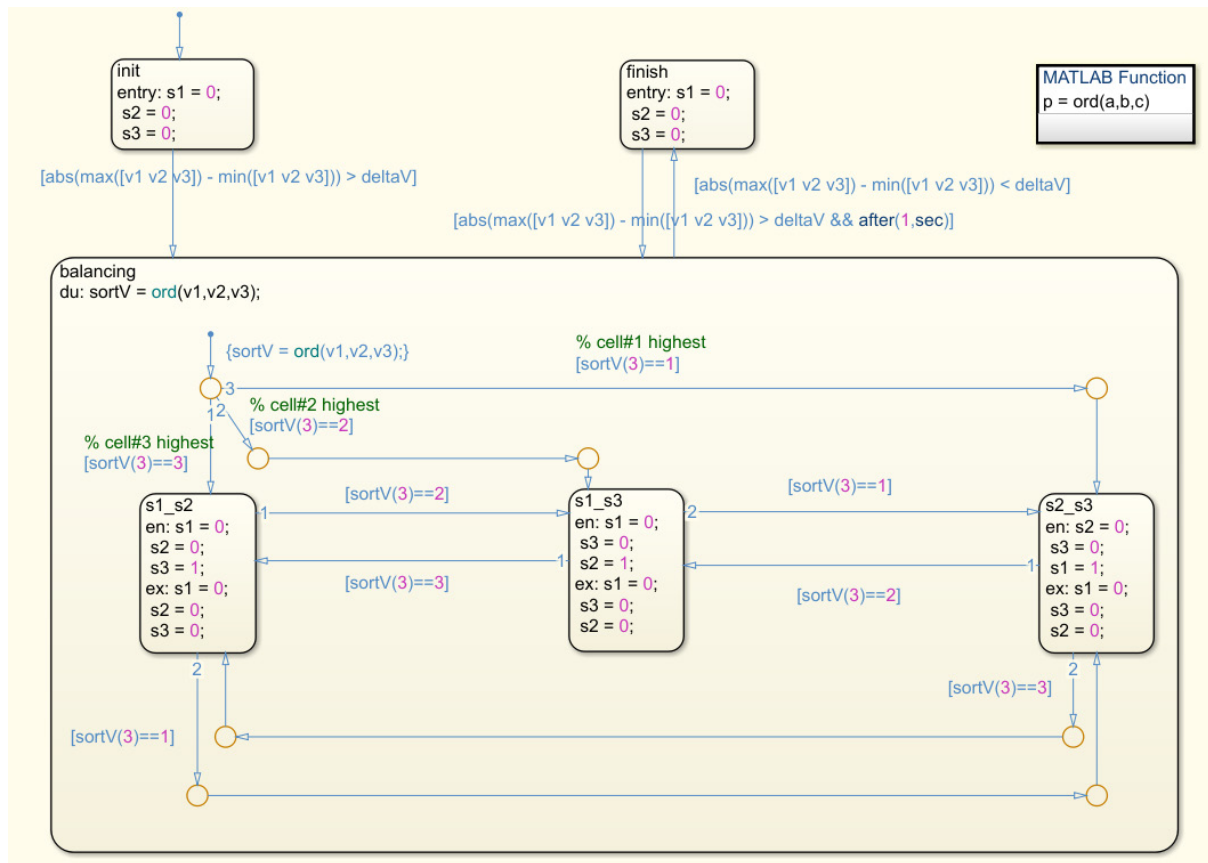 init
entry: s1 = 0;
s2 = 0;
s3 = 0;
finish
entry: s1 = 0;
s2 = 0;
s3 = 0;
MATLAB Function
p = ord(a,b,c)
[abs(max([v1 v2 v3]) - min([v1 v2 v3])) > deltaV]
[abs(max([v1 v2 v3]) - min([v1 v2 v3])) < deltaV]
[abs(max([v1 v2 v3]) - min([v1 v2 v3])) > deltaV && after(1,sec)]
balancing
du: sortV = ord(v1,v2,v3);
{sortV = ord(v1,v2,v3);}
% cell#1 highest
[sortV(3)==1]
3
2
1
% cell#2 highest
[sortV(3)==2]
% cell#3 highest
[sortV(3)==3]
s1_s2
en: s1 = 0;
s2 = 0;
s3 = 1;
ex: s1 = 0;
s2 = 0;
s3 = 0;
1
[sortV(3)==2]
1
[sortV(3)==3]
s1_s3
en: s1 = 0;
s3 = 0;
s2 = 1;
ex: s1 = 0;
s3 = 0;
s2 = 0;
2
[sortV(3)==1]
1
[sortV(3)==2]
s2_s3
en: s2 = 0;
s3 = 0;
s1 = 1;
ex: s1 = 0;
s3 = 0;
s2 = 0;
2
2
[sortV(3)==3]
[sortV(3)==1]